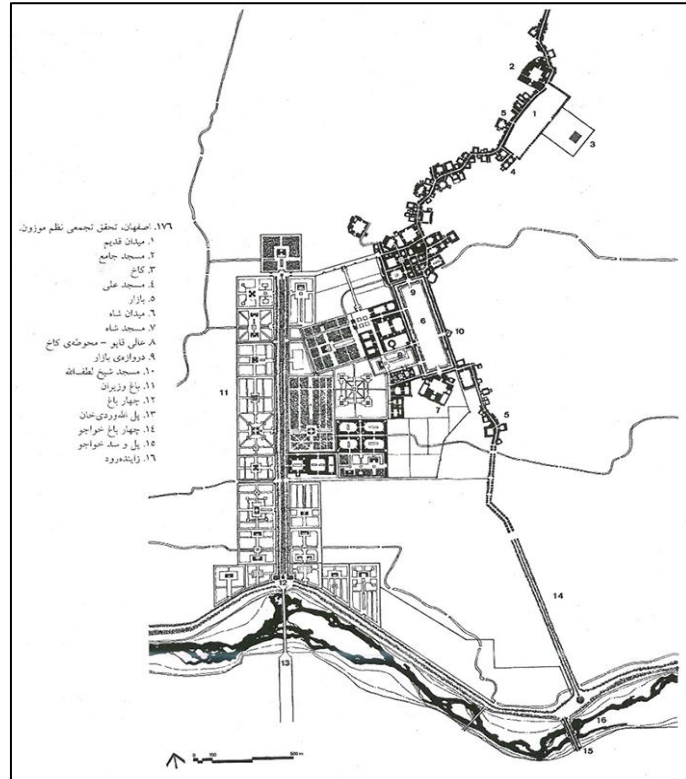 ۱۷۶. اصفهان، تحقق تجمعی نظم موزون.
۱. میدان قدیم
۲. مسجد جامع
۳. کاخ
۴. مسجد علی
۵. بازار
۶. میدان شاه
۷. مسجد شاه
۸. عالی قاپو – محوطه‌ی کاخ
۹. دروازه‌ی بازار
۱۰. مسجد شیخ لطف‌الله
۱۱. باغ وزیران
۱۲. چهار باغ
۱۳. پل الله‌وردی‌خان
۱۴. چهار باغ خواجو
۱۵. پل و سد خواجو
۱۶. زاینده‌رود
2
1
5
3
4
9
6
10
8
11
7
5
12
14
13
16
15
0 100 500 m